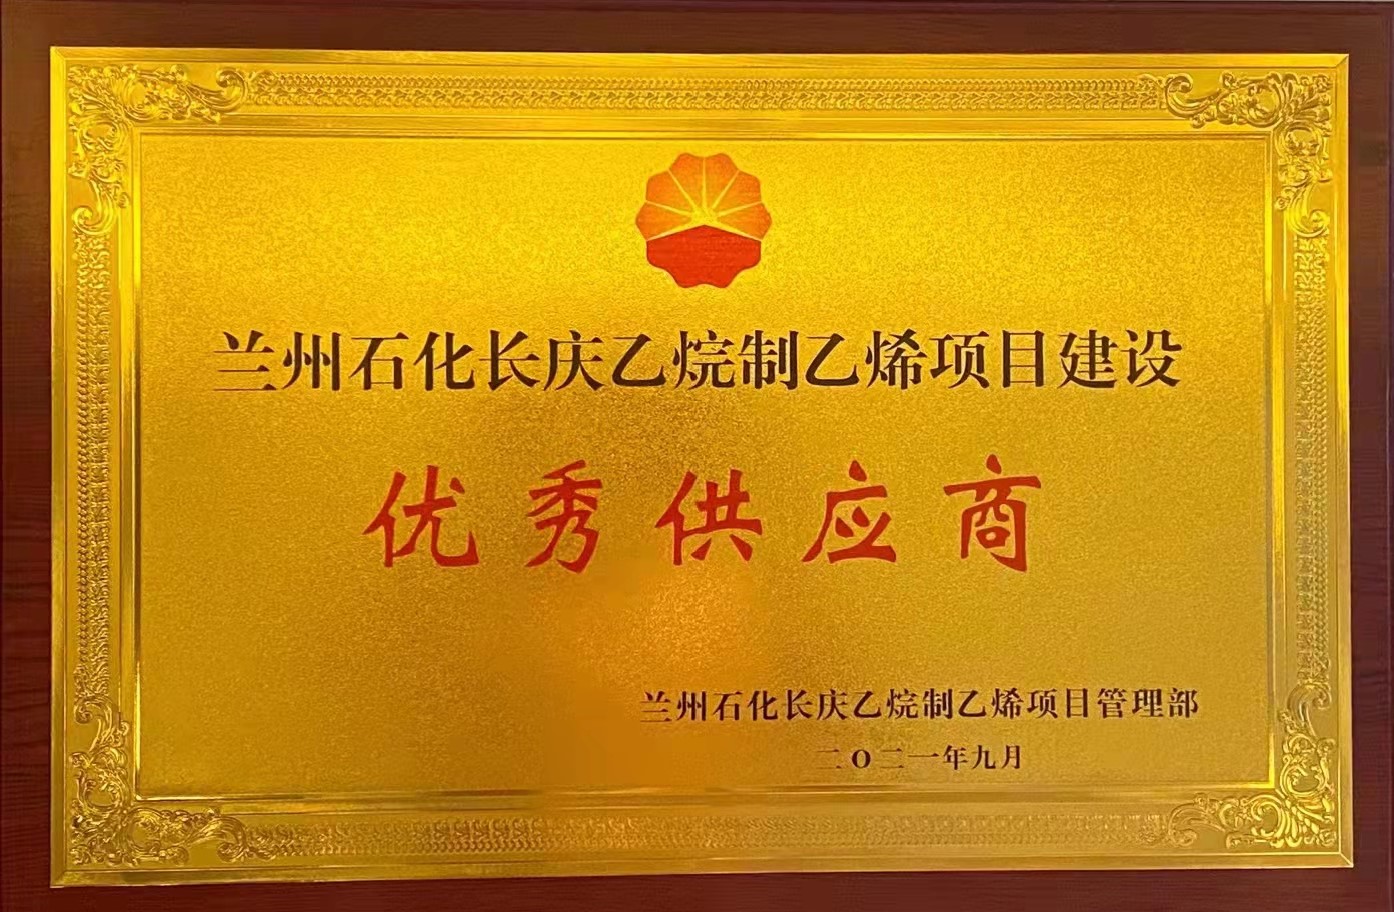 兰州石化长庆乙烷制乙烯项目建设
优秀供应商
兰州石化长庆乙烷制乙烯项目管理部
二O二一年九月